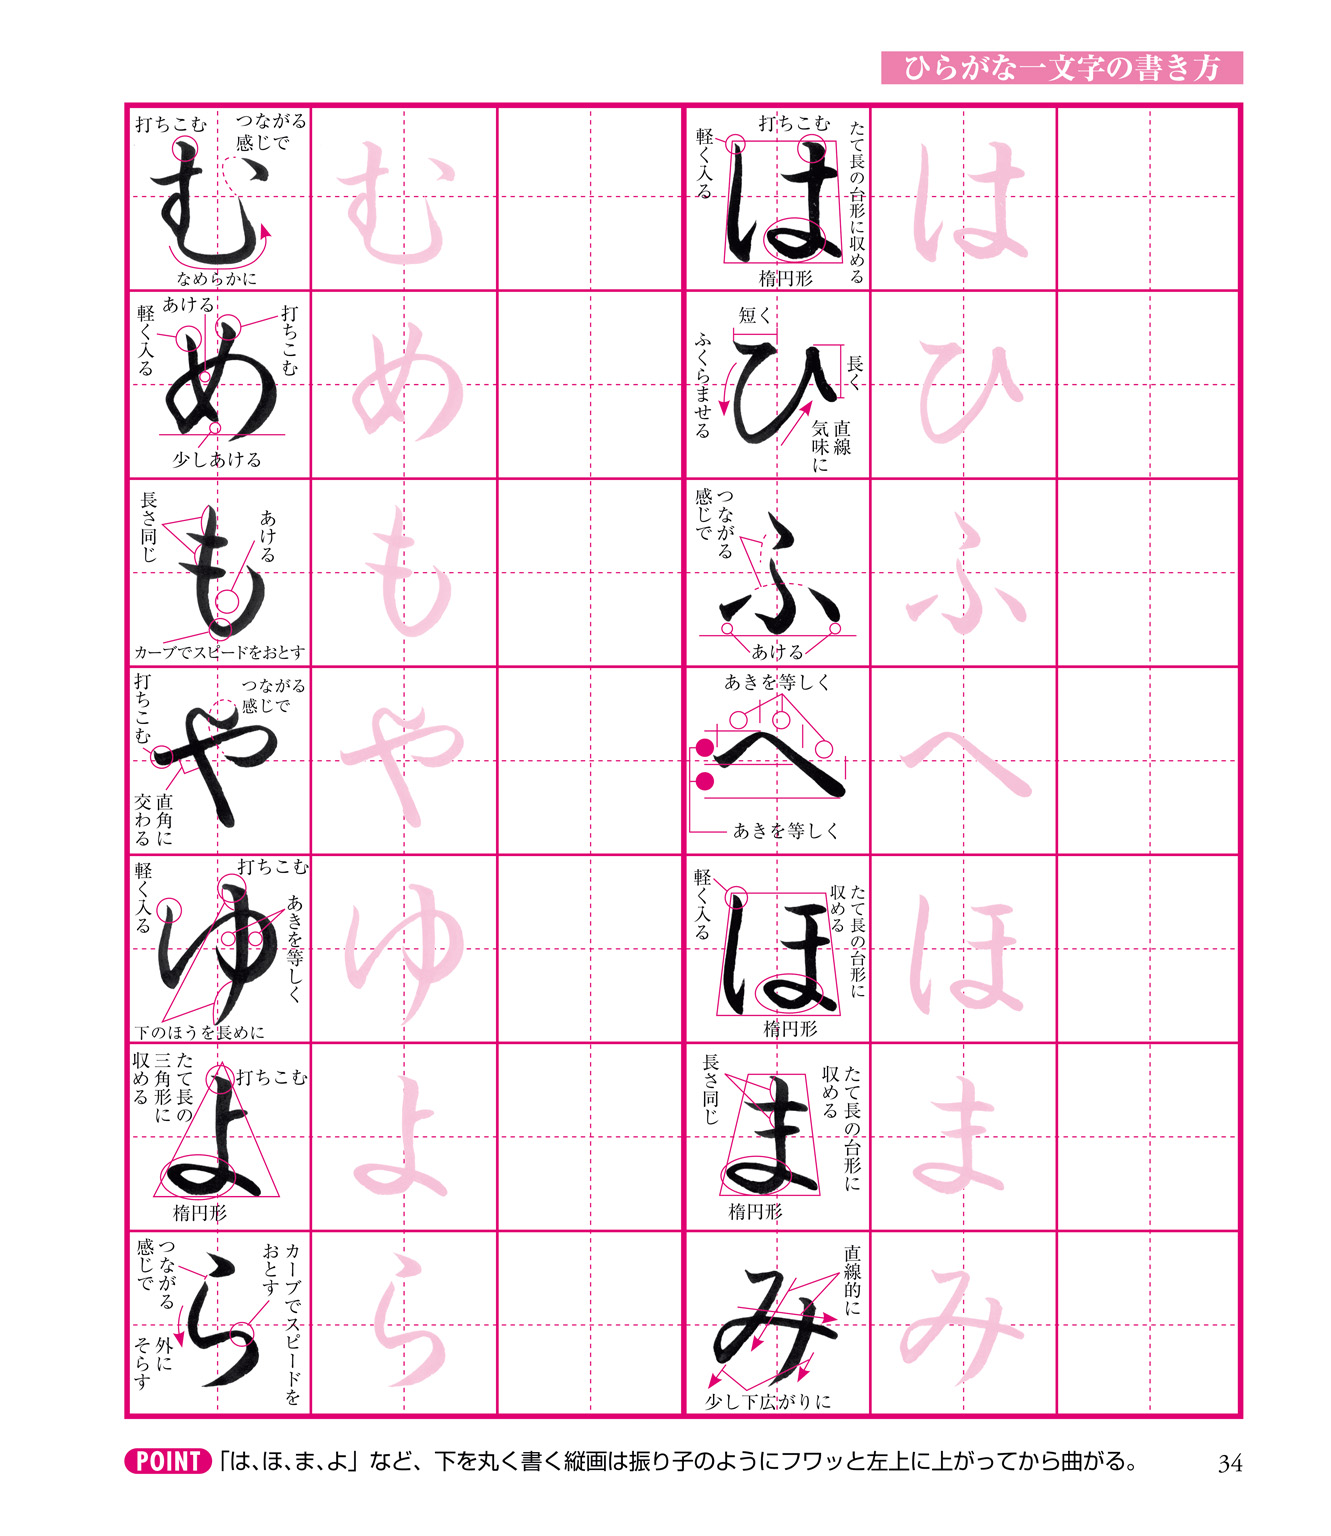 ひらがな一文字の書き方
は
軽く入る
打ちこむ
たて長の台形に収める
楕円形
は
ひ
短く
ふくらませる
長く
直線
気味に
ひ
ふ
つながる
感じで
あける
ふ
へ
あきを等しく
あきを等しく
へ
ほ
軽く入る
たて長の台形に
収める
楕円形
ほ
ま
長さ同じ
たて長の台形に
収める
楕円形
ま
み
直線的に
少し下広がりに
み
む
打ちこむ
つながる
感じで
なめらかに
む
め
軽く入る
あける
打ちこむ
少しあける
め
も
長さ同じ
あける
カーブでスピードをおとす
も
や
打ちこむ
つながる
感じで
直角に
交わる
や
ゆ
軽く入る
打ちこむ
あきを等しく
下のほうを長めに
ゆ
よ
たて長の
三角形に
収める
打ちこむ
楕円形
よ
ら
つながる
感じで
カーブでスピードを
おとす
外に
そらす
ら
POINT 「は、ほ、ま、よ」など、下を丸く書く縦画は振り子のようにフワッと左上に上がってから曲がる。
34